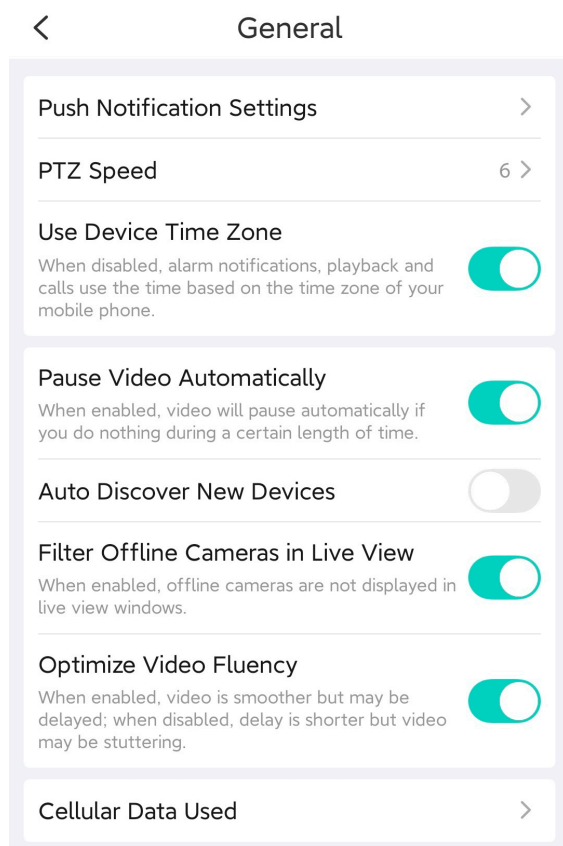 General
Push Notification Settings
PTZ Speed
6
Use Device Time Zone
When disabled, alarm notifications, playback and
calls use the time based on the time zone of your
mobile phone.
Pause Video Automatically
When enabled, video will pause automatically if
you do nothing during a certain length of time.
Auto Discover New Devices
Filter Offline Cameras in Live View
When enabled, offline cameras are not displayed in
live view windows.
Optimize Video Fluency
When enabled, video is smoother but may be
delayed; when disabled, delay is shorter but video
may be stuttering.
Cellular Data Used